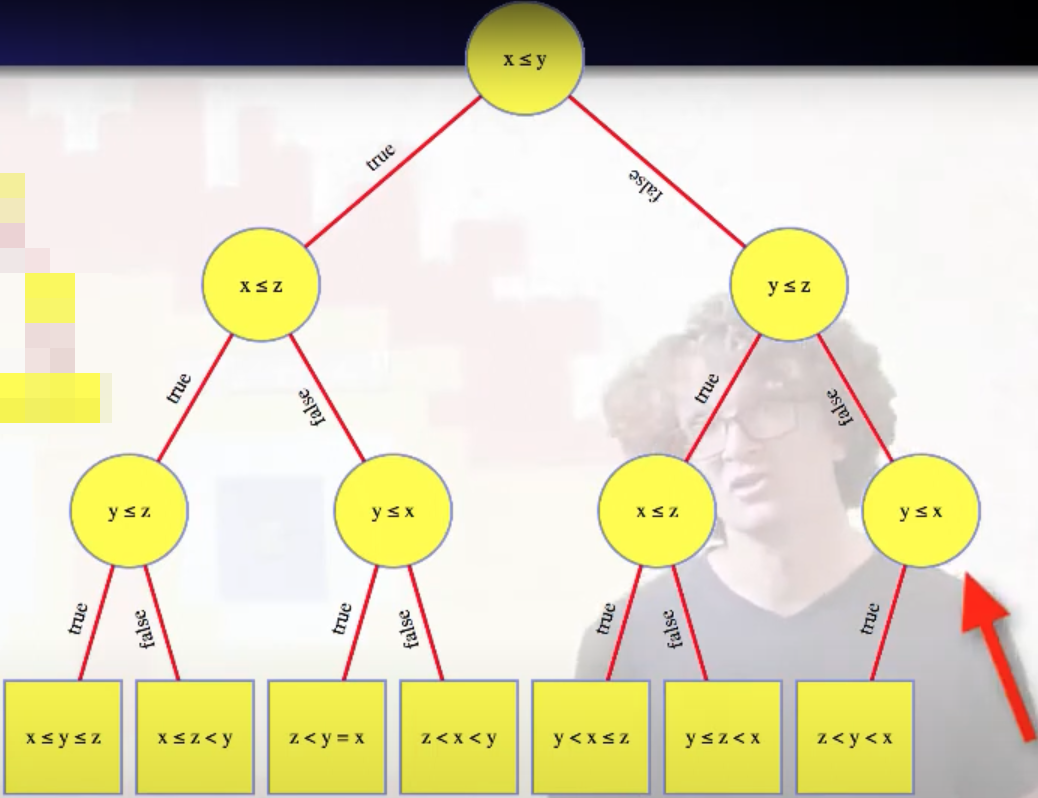 x ≤ y
true
false
x ≤ z
y ≤ z
true
false
true
false
y ≤ z
y ≤ x
x ≤ z
y ≤ x
true
false
true
false
true
false
true
x ≤ y ≤ z
x ≤ z < y
z < y = x
z < x < y
y < x ≤ z
y ≤ z < x
z < y < x